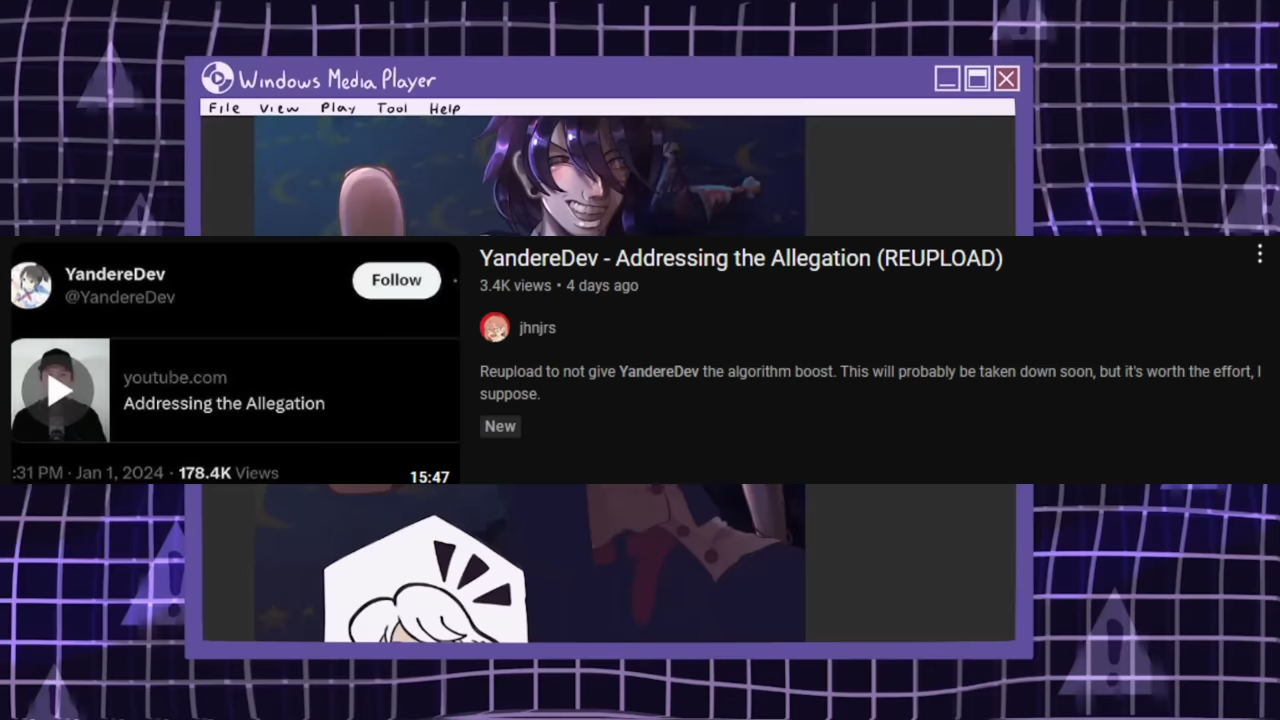 Windows Media Player
File View Play Tool Help
YandereDev
@YandereDev
Follow
youtube.com
Addressing the Allegation
:31 PM · Jan 1, 2024 · 178.4K Views
15:47
YandereDev - Addressing the Allegation (REUPLOAD)
3.4K views • 4 days ago
jhnjrs
Reupload to not give YandereDev the algorithm boost. This will probably be taken down soon, but it's worth the effort, I
suppose.
New